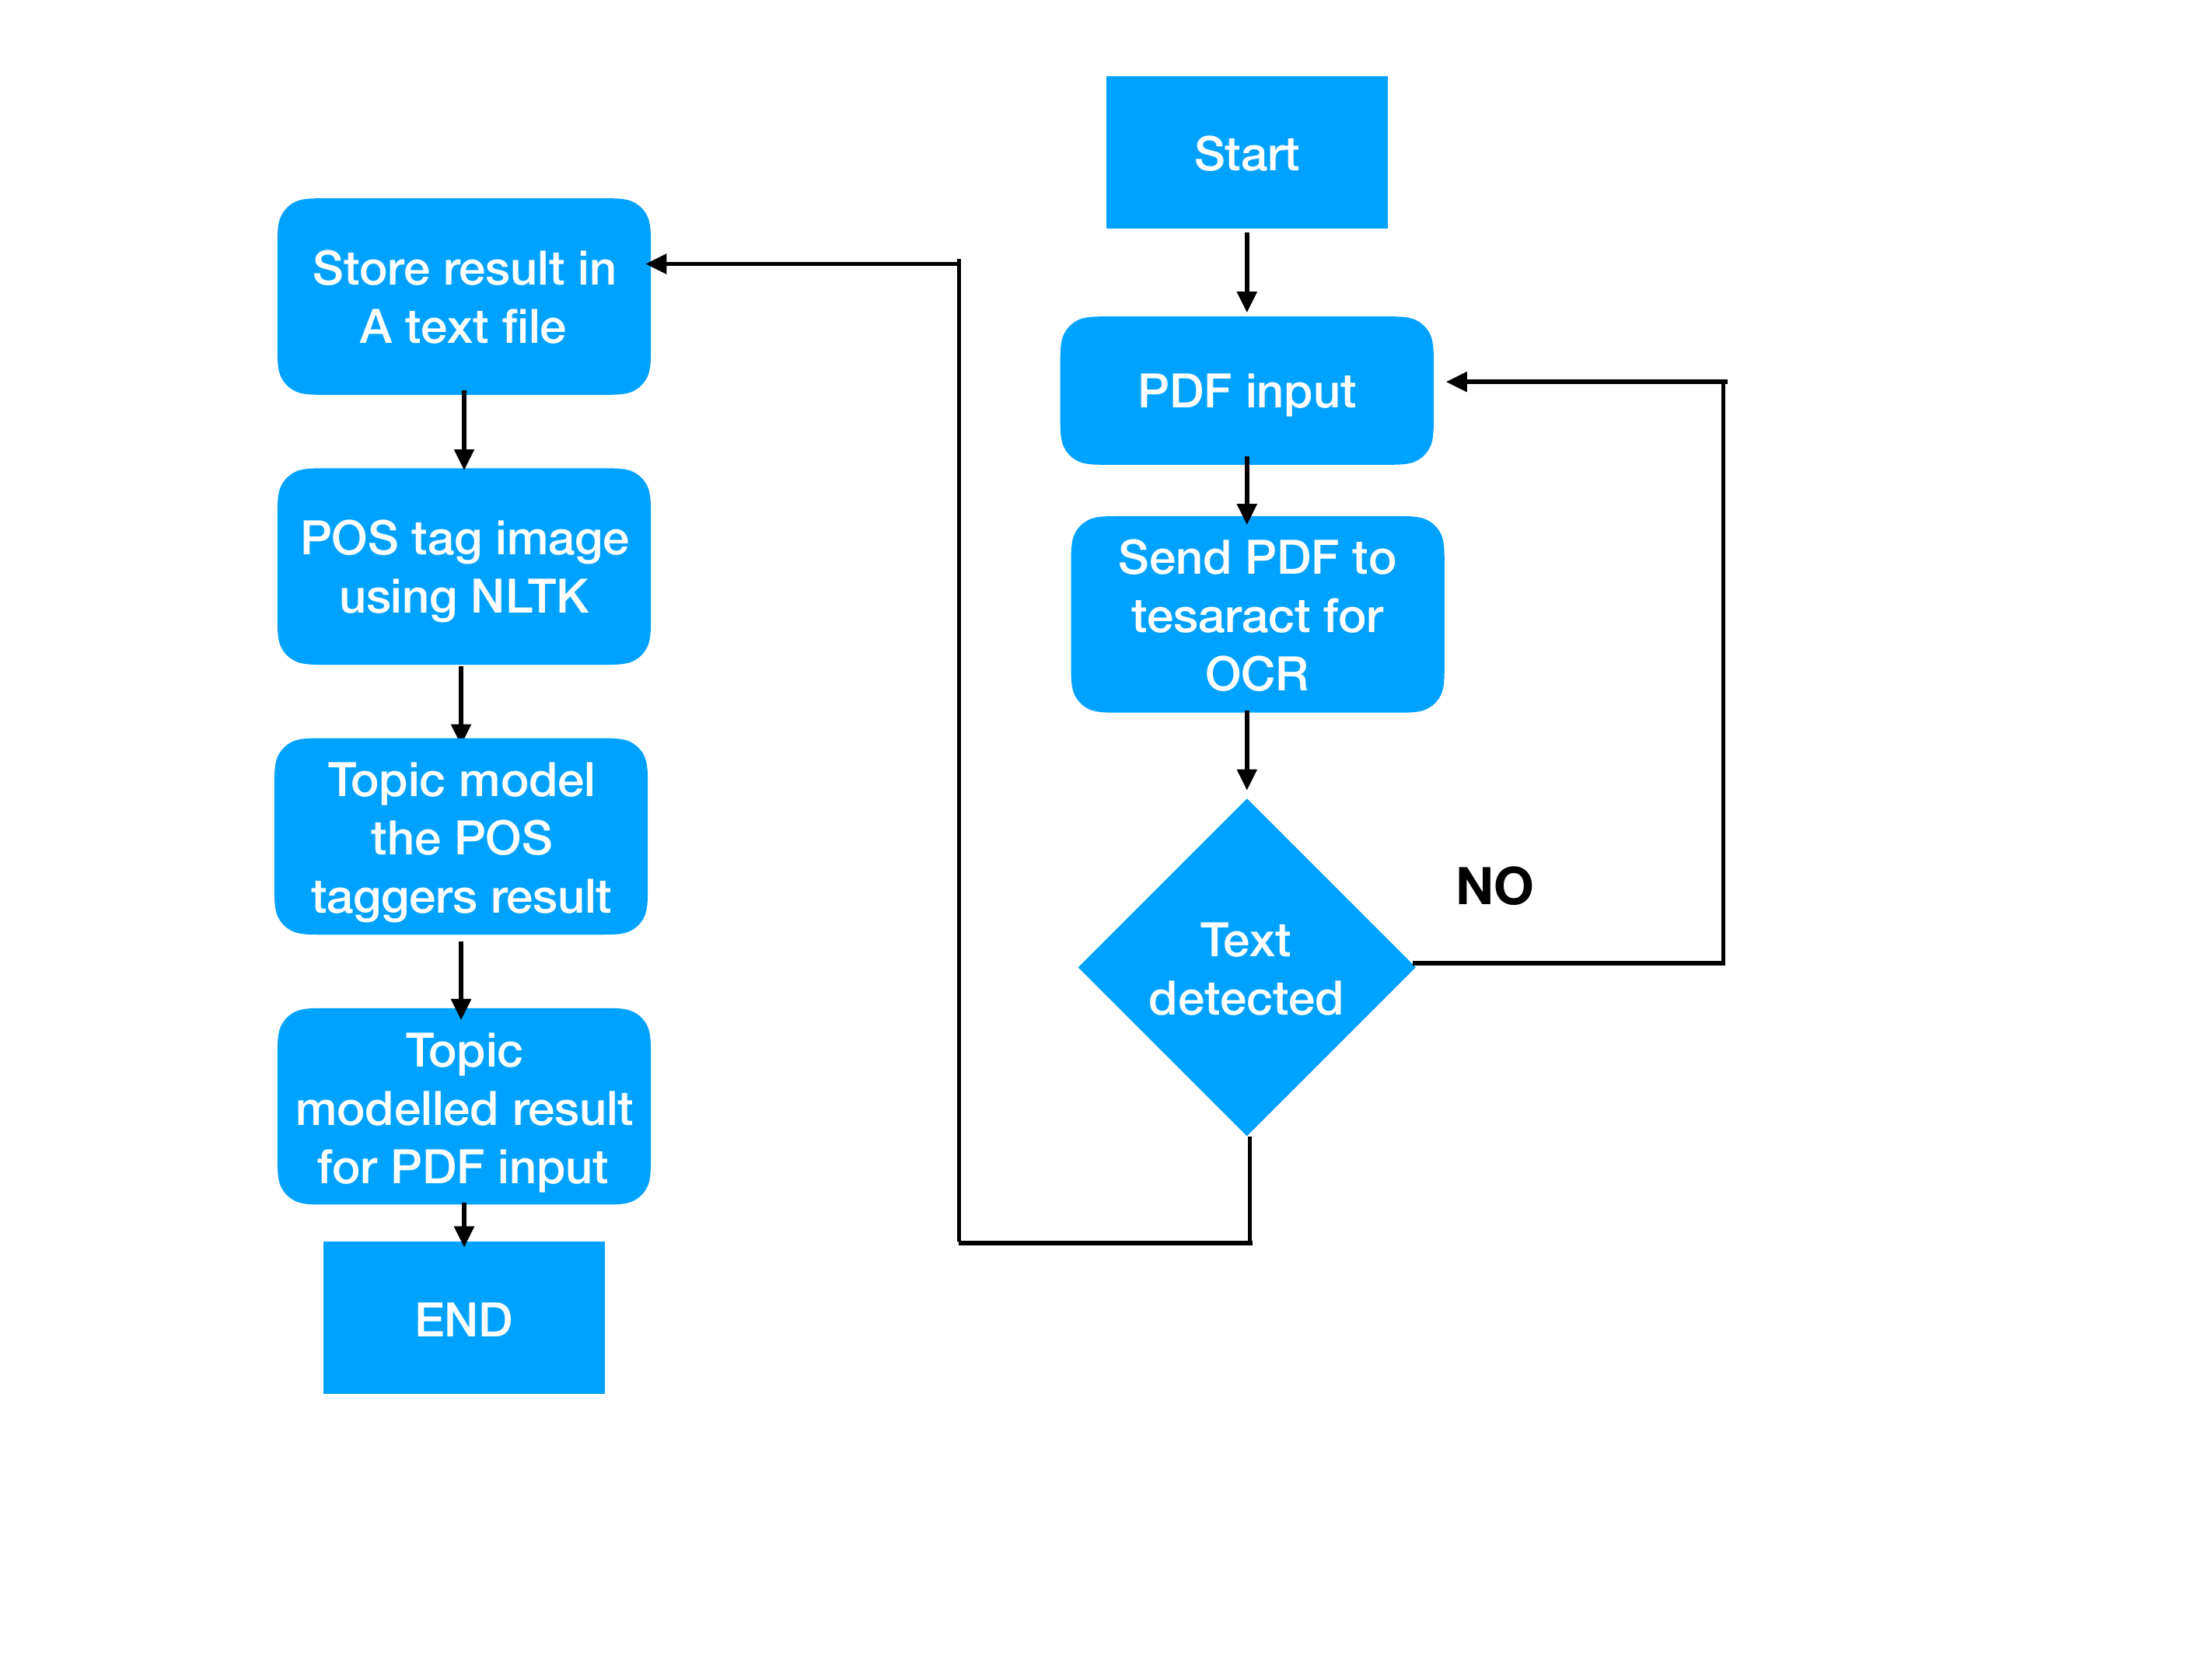 Start
PDF input
Send PDF to
tesaract for
OCR
Text
detected
NO
Store result in
A text file
POS tag image
using NLTK
Topic model
the POS
taggers result
Topic
modelled result
for PDF input
END